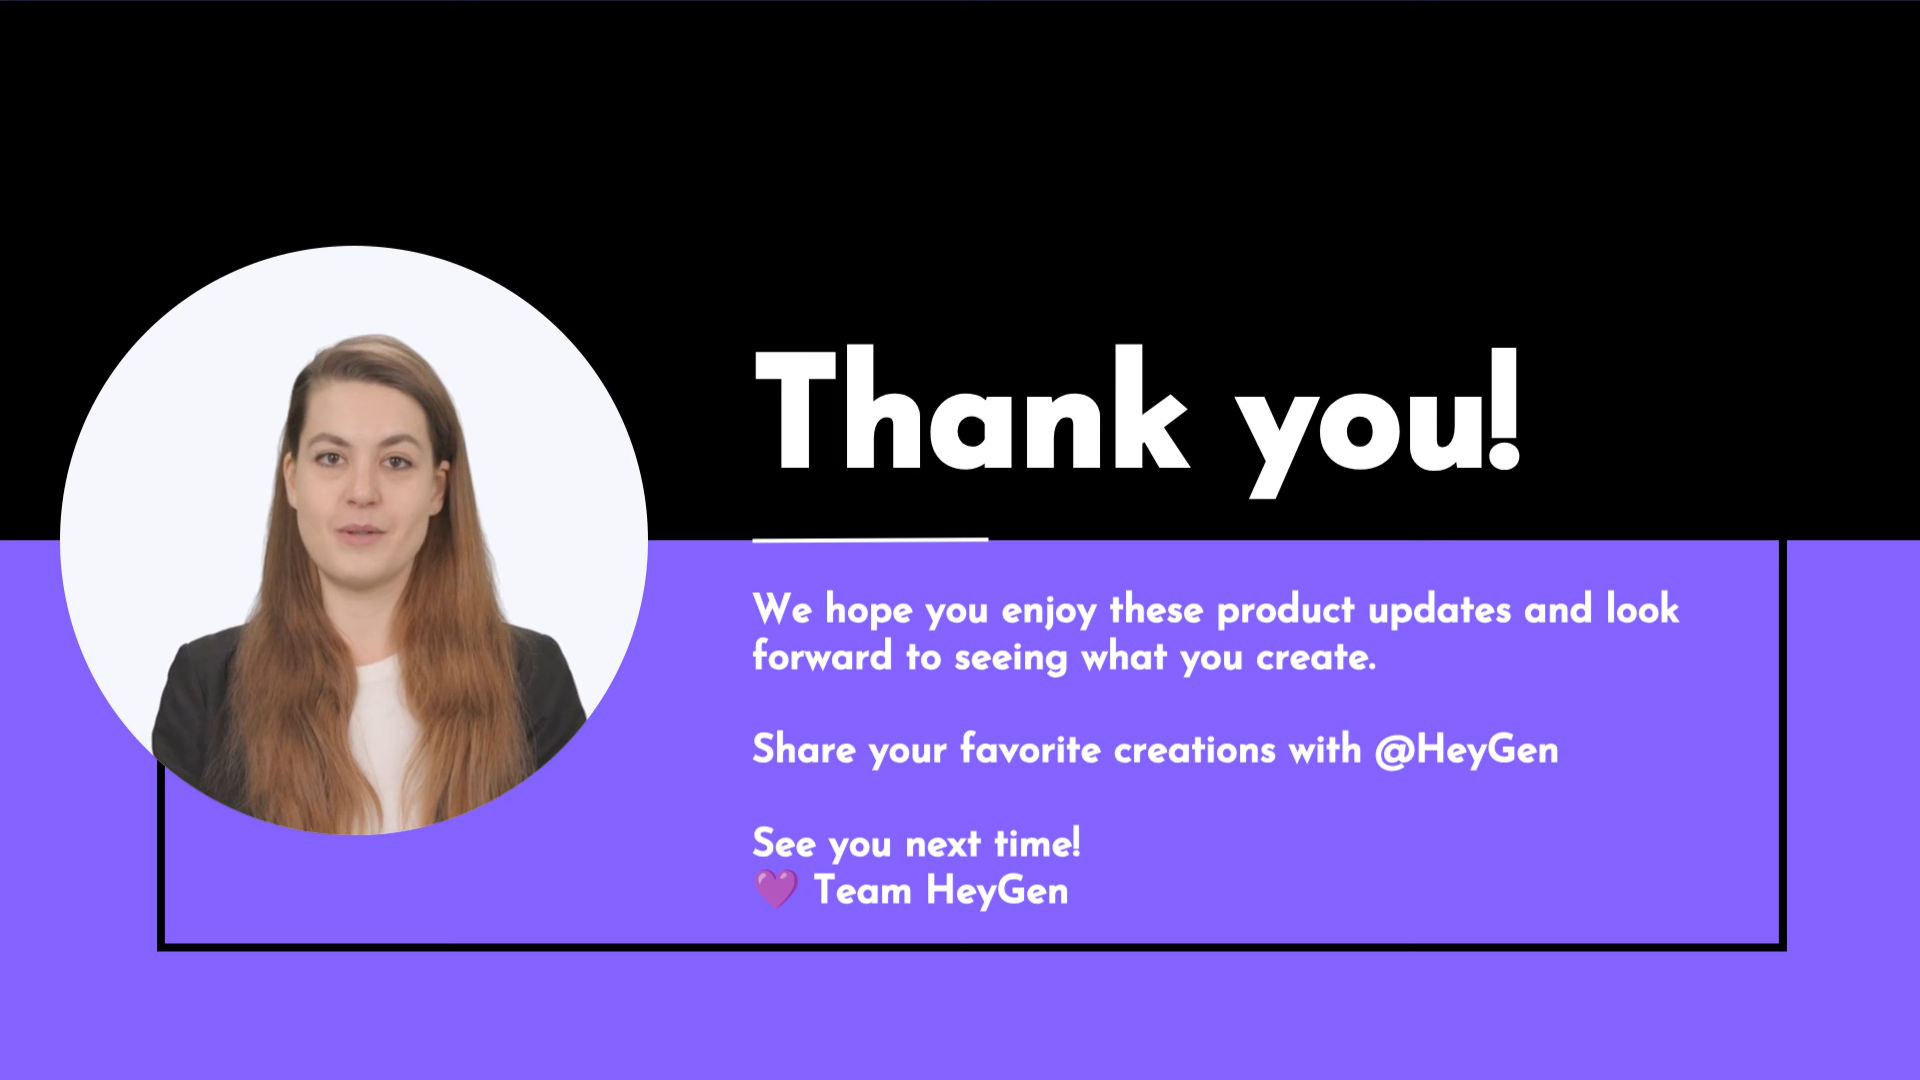 Thank you!
We hope you enjoy these product updates and look
forward to seeing what you create.
Share your favorite creations with @HeyGen
See you next time!
💜 Team HeyGen